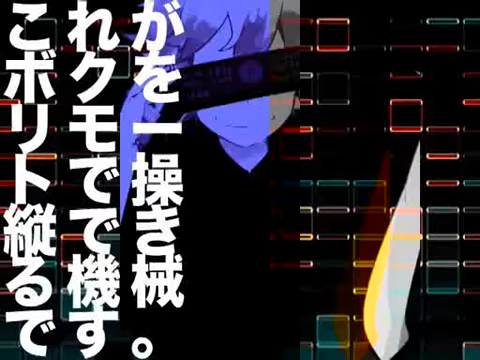 これが
ボクを
リモー
トで操
縦でき
る機械
です。